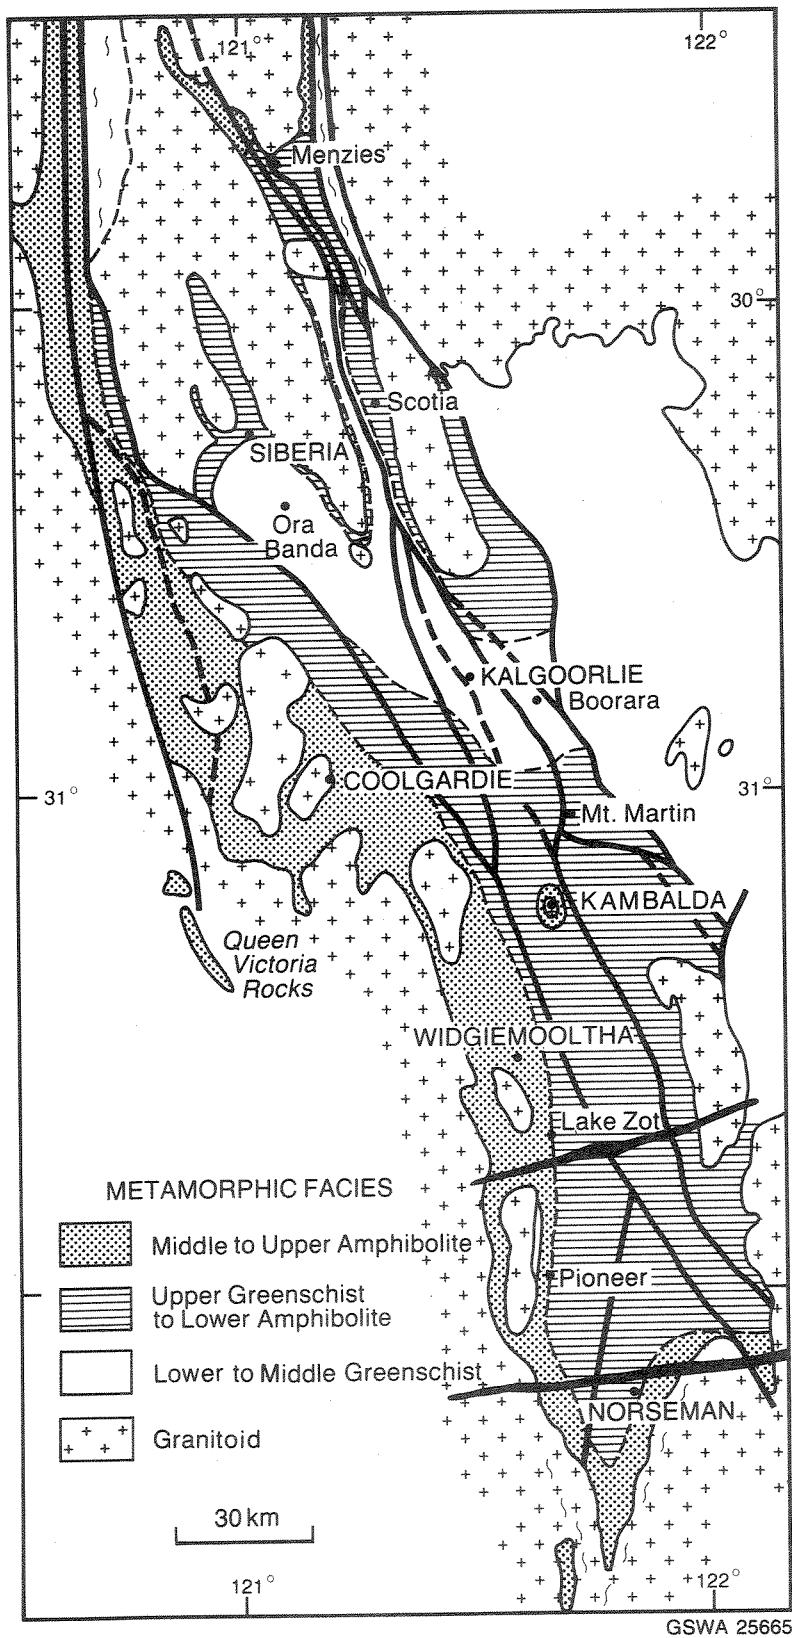 121°
122°
Menzies
30°
Scotia
SIBERIA
Ora
Banda
KALGOORLIE
Boorara
COOLGARDIE
31°
31°
Mt. Martin
KAMBALDA
Queen
Victoria
Rocks
WIDGIEMOOLTHA
Lake Zot
METAMORPHIC FACIES
Middle to Upper Amphibolite
Pioneer
Upper Greenschist
to Lower Amphibolite
Lower to Middle Greenschist
NORSEMAN
Granitoid
30 km
121°
122°
GSWA 25665